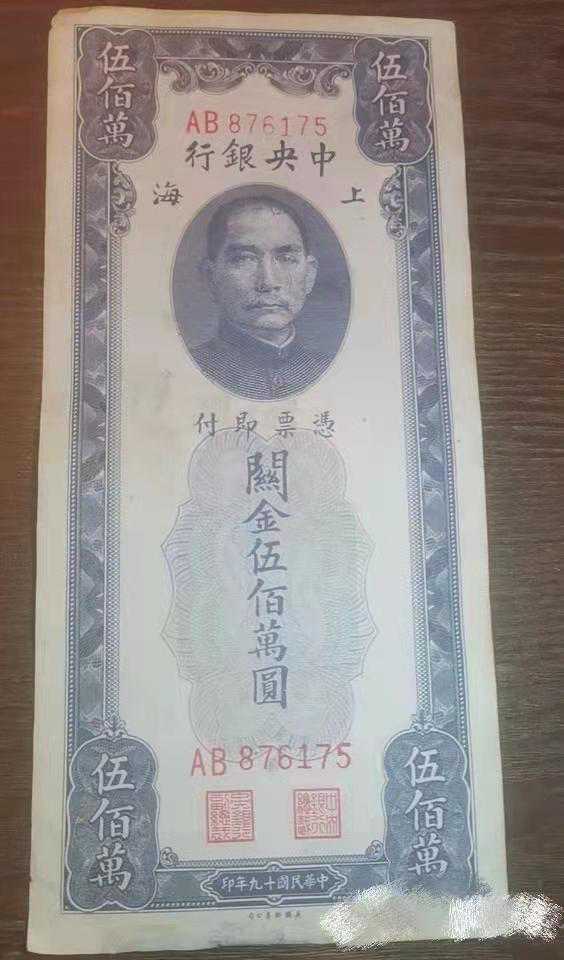 伍佰萬
伍佰萬
AB 876175
中央銀行
上海
憑票即付
關金伍佰萬圓
AB 876175
伍佰萬
伍佰萬
中華民國十九年印